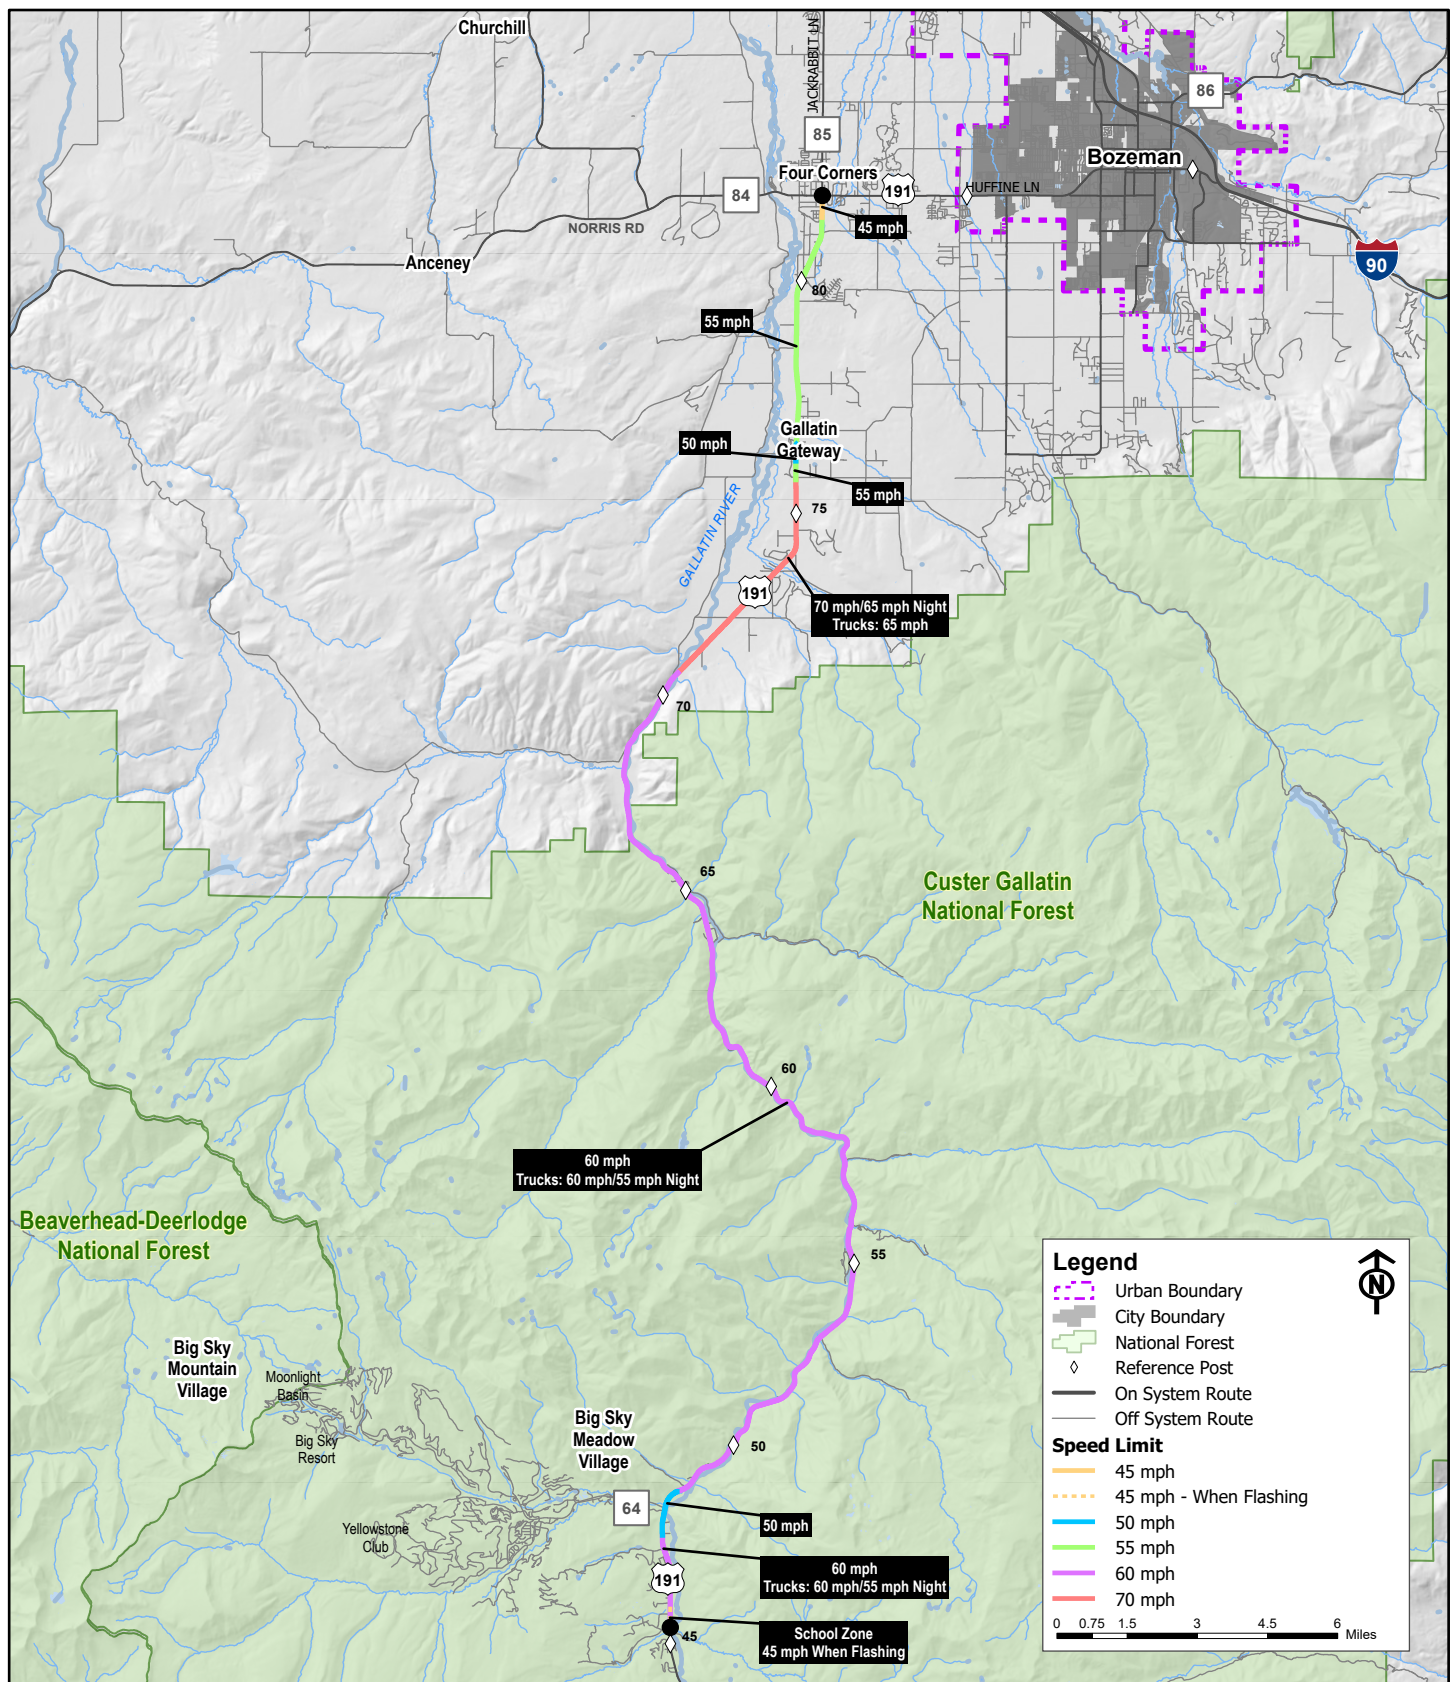 Churchill
JACKRABBIT LN
86
85
Bozeman
Four Corners
84
191
HUFFINE LN
NORRIS RD
45 mph
Anceney
90
80
55 mph
Gallatin
Gateway
50 mph
55 mph
75
GALLATIN RIVER
191
70 mph/65 mph Night
Trucks: 65 mph
70
65
Custer Gallatin
National Forest
60
60 mph
Trucks: 60 mph/55 mph Night
Beaverhead-Deerlodge
National Forest
55
Big Sky
Mountain
Village
Moonlight
Basin
Big Sky
Resort
Big Sky
Meadow
Village
50
64
50 mph
Yellowstone
Club
60 mph
Trucks: 60 mph/55 mph Night
191
School Zone
45 mph When Flashing
45
Legend
N
Urban Boundary
City Boundary
National Forest
Reference Post
On System Route
Off System Route
Speed Limit
45 mph
45 mph - When Flashing
50 mph
55 mph
60 mph
70 mph
0 0.75 1.5 3 4.5 6
Miles